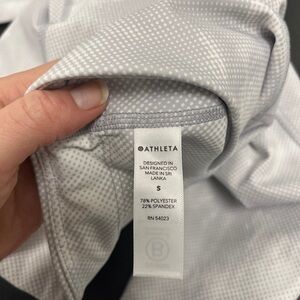 ATHLETA
DESIGNED IN
SAN FRANCISCO
MADE IN SRI
LANKA
S
78% POLYESTER
22% SPANDEX
RN 54023